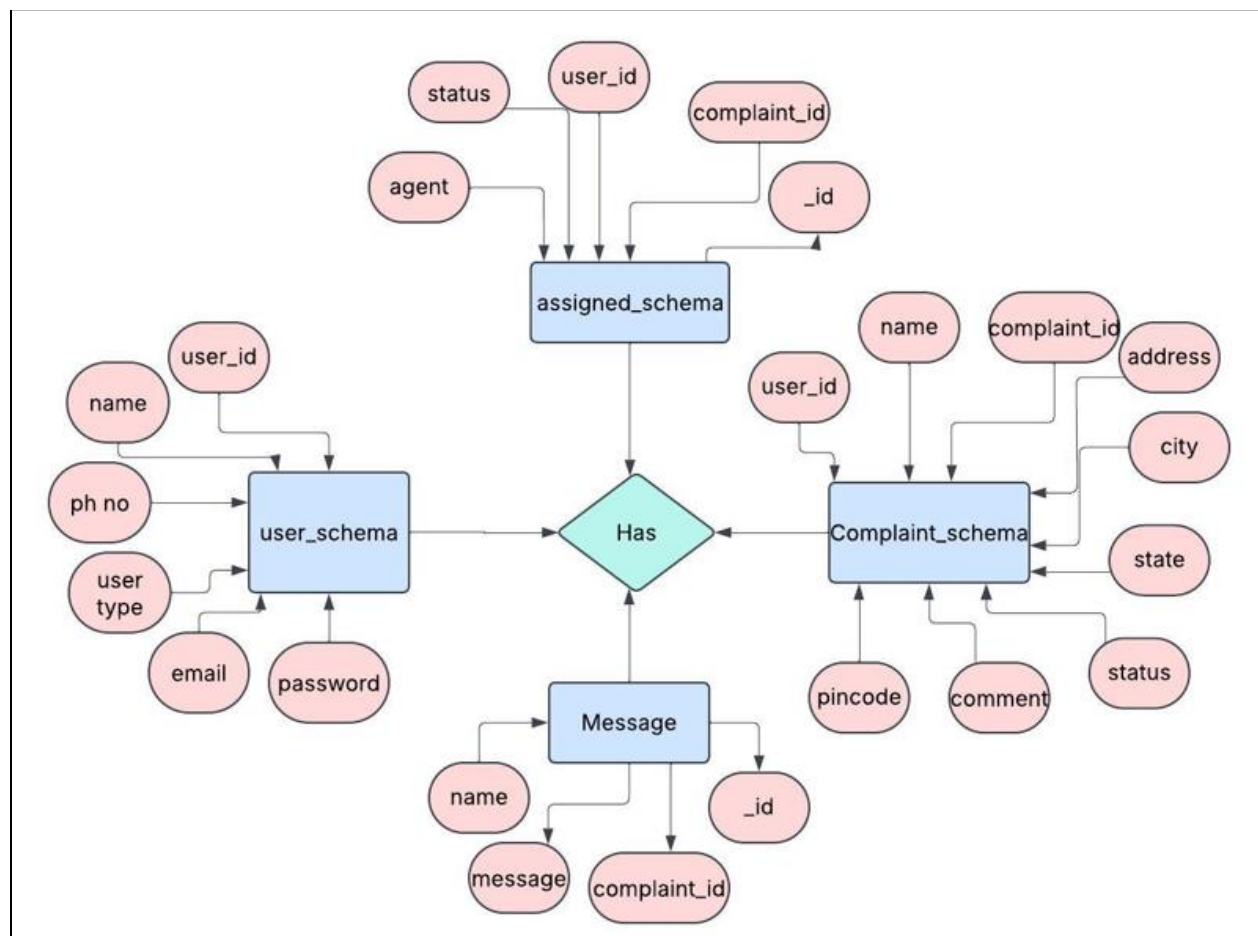 user_id
status
complaint_id
agent
_id
assigned_schema
name
complaint_id
user_id
address
user_id
name
city
ph no
user_schema
Has
Complaint_schema
state
user
type
email
password
pincode
comment
status
Message
name
_id
message
complaint_id